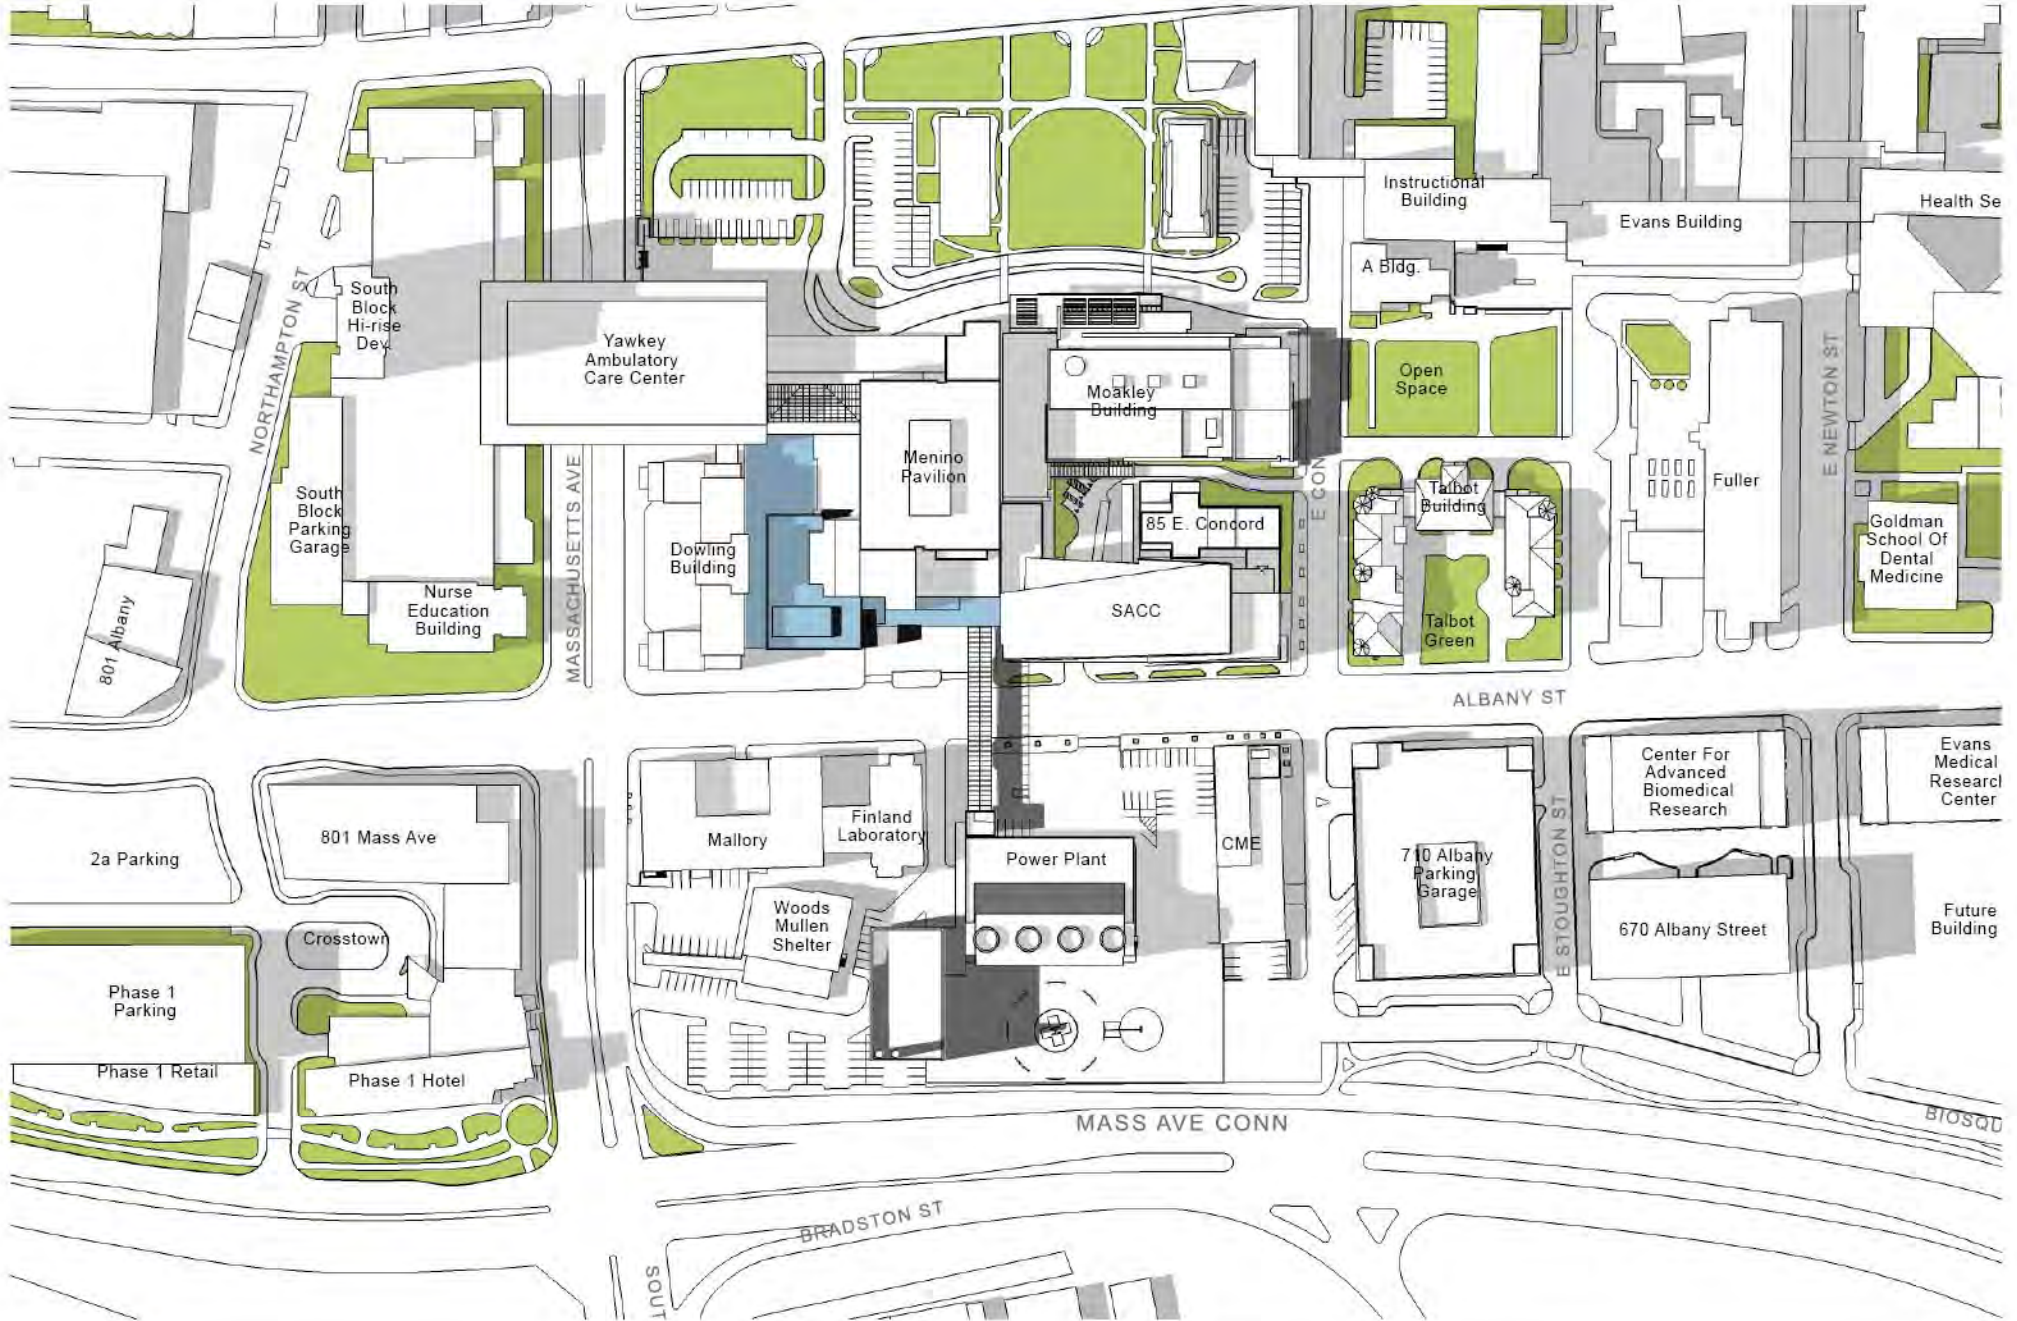 Instructional
Building
Health Se
Evans Building
A Bldg.
NORTHAMPTON ST
South
Block
Hi-rise
Dev.
Yawkey
Ambulatory
Care Center
Moakley
Building
Open
Space
E NEWTON ST
Menino
Pavilion
MASSACHUSETTS AVE
E CON
South
Block
Parking
Garage
Talbot
Building
Fuller
85 E. Concord
Goldman
School Of
Dental
Medicine
Dowling
Building
Nurse
Education
Building
SACC
Talbot
Green
801 Albany
ALBANY ST
Center For
Advanced
Biomedical
Research
Evans
Medical
Research
Center
801 Mass Ave
Mallory
Finland
Laboratory
CME
2a Parking
Power Plant
710 Albany
Parking
Garage
E STOUGHTON ST
Woods
Mullen
Shelter
670 Albany Street
Future
Building
Crosstown
Phase 1
Parking
Phase 1 Retail
Phase 1 Hotel
MASS AVE CONN
BIOSQU
BRADSTON ST
SOUT